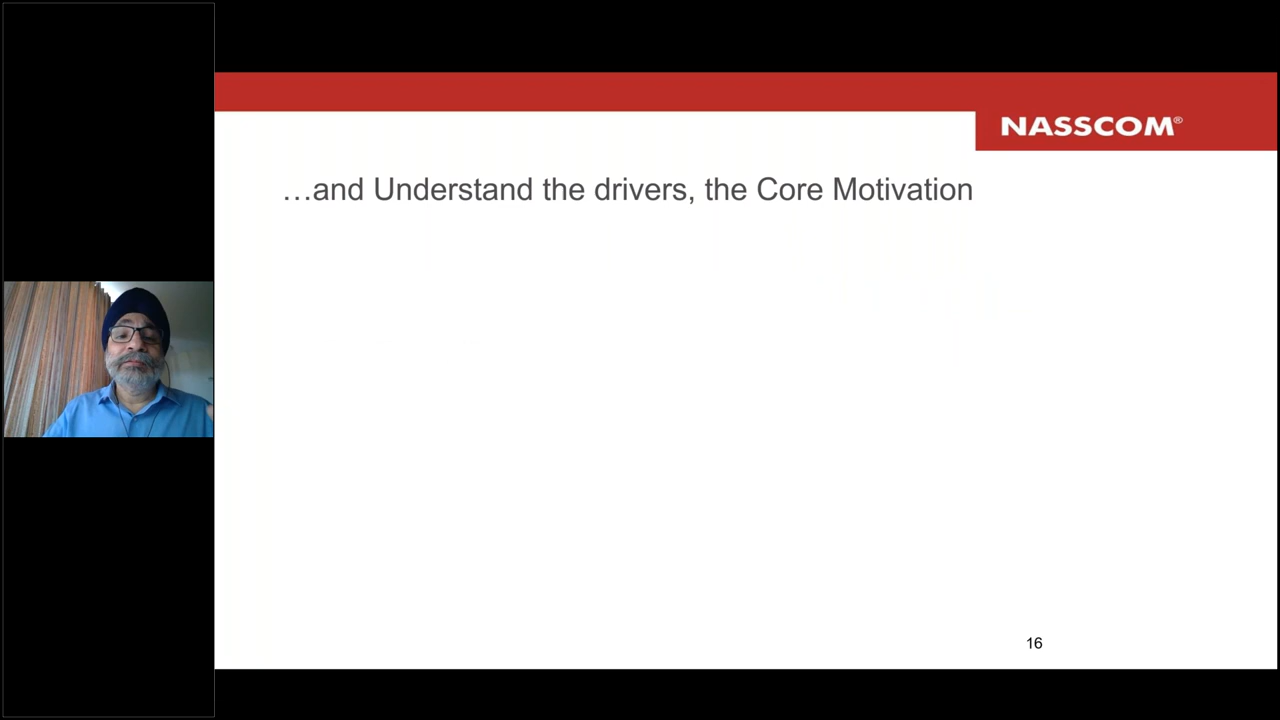 NASSCOM®
…and Understand the drivers, the Core Motivation
16